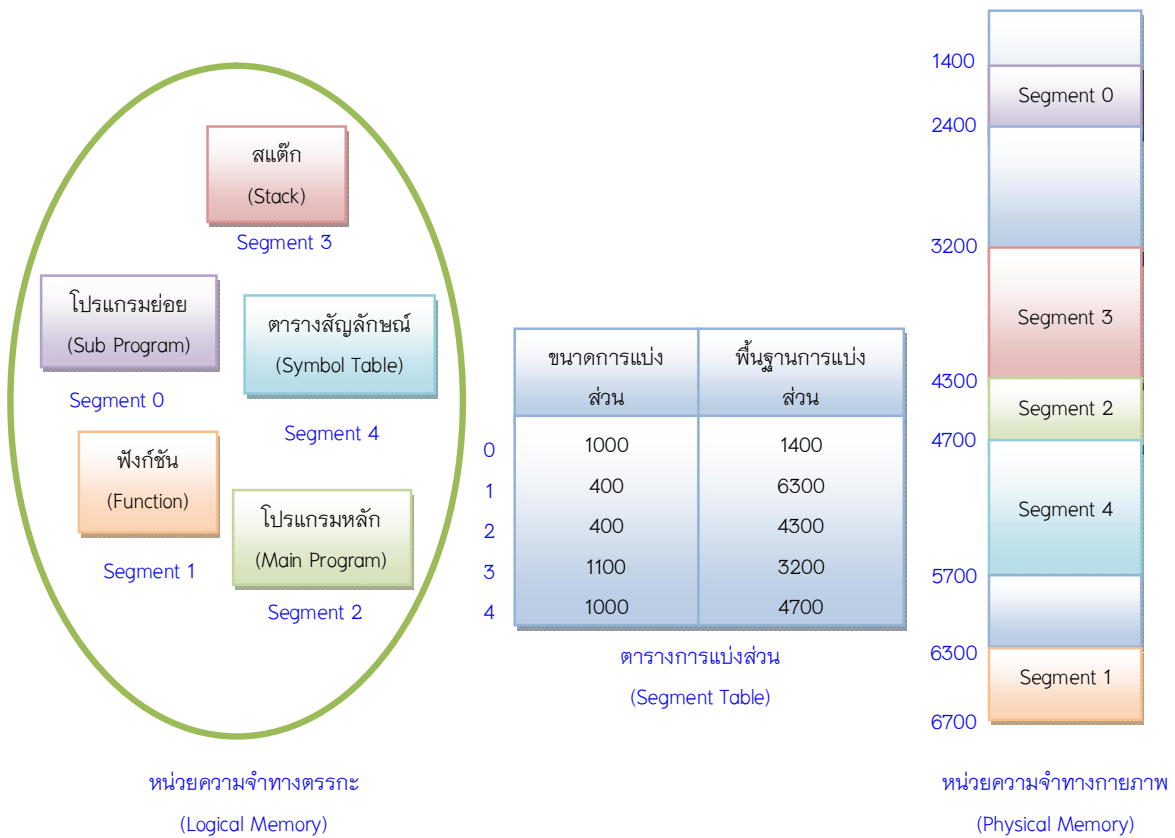 สแต๊ก
(Stack)
Segment 3
โปรแกรมย่อย
(Sub Program)
Segment 0
ตารางสัญลักษณ์
(Symbol Table)
Segment 4
ฟังก์ชัน
(Function)
Segment 1
โปรแกรมหลัก
(Main Program)
Segment 2
หน่วยความจำทางตรรกะ
(Logical Memory)
ขนาดการแบ่ง พื้นฐานการแบ่ง
ส่วน ส่วน
0 1000 1400
1 400 6300
2 400 4300
3 1100 3200
4 1000 4700
ตารางการแบ่งส่วน
(Segment Table)
1400
Segment 0
2400
3200
Segment 3
4300
Segment 2
4700
Segment 4
5700
6300
Segment 1
6700
หน่วยความจำทางกายภาพ
(Physical Memory)